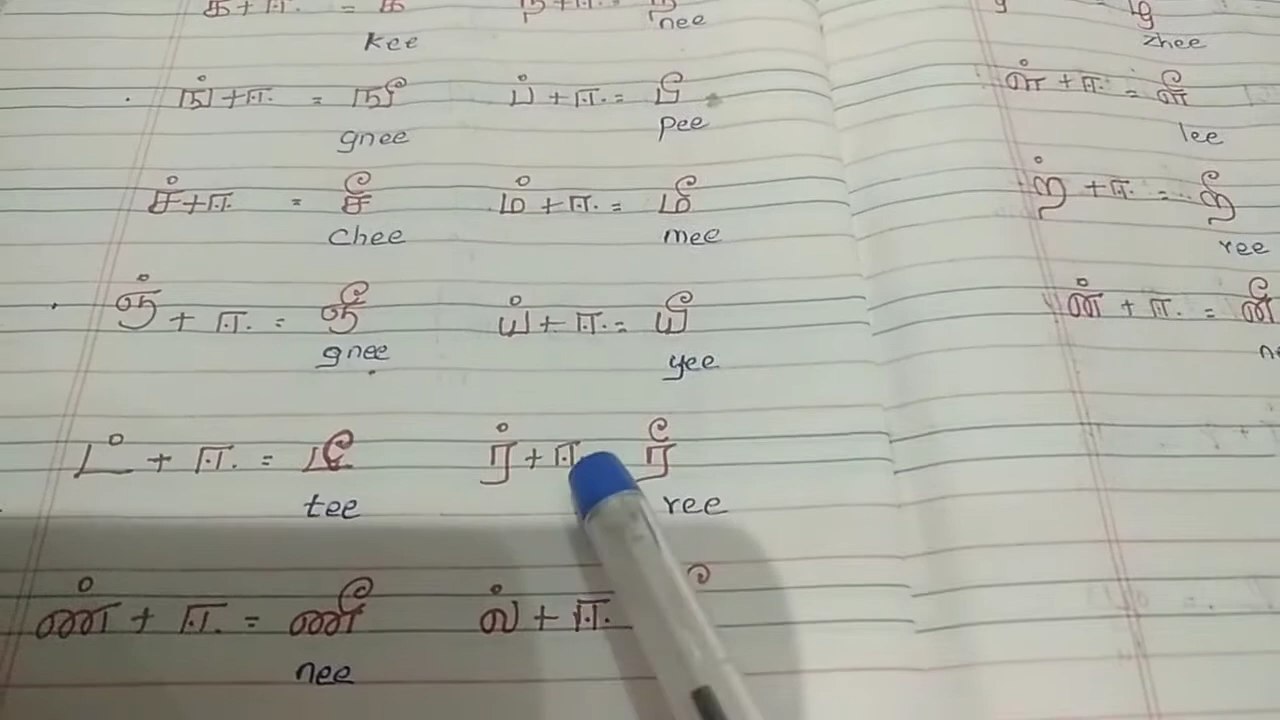 க் + ஈ = கீ
kee
ங் + ஈ = ஙீ
gnee
ச் + ஈ = சீ
chee
ஞ் + ஈ = ஞீ
gnee
ட் + ஈ = டீ
tee
ண் + ஈ = ணீ
nee
nee
ப் + ஈ = பீ
pee
ம் + ஈ = மீ
mee
ய் + ஈ = யீ
yee
ர் + ஈ ரீ
ree
ல் + ஈ
ழீ
zhee
ள் + ஈ = ளீ
lee
ற் + ஈ = றீ
ree
ன் + ஈ = னீ